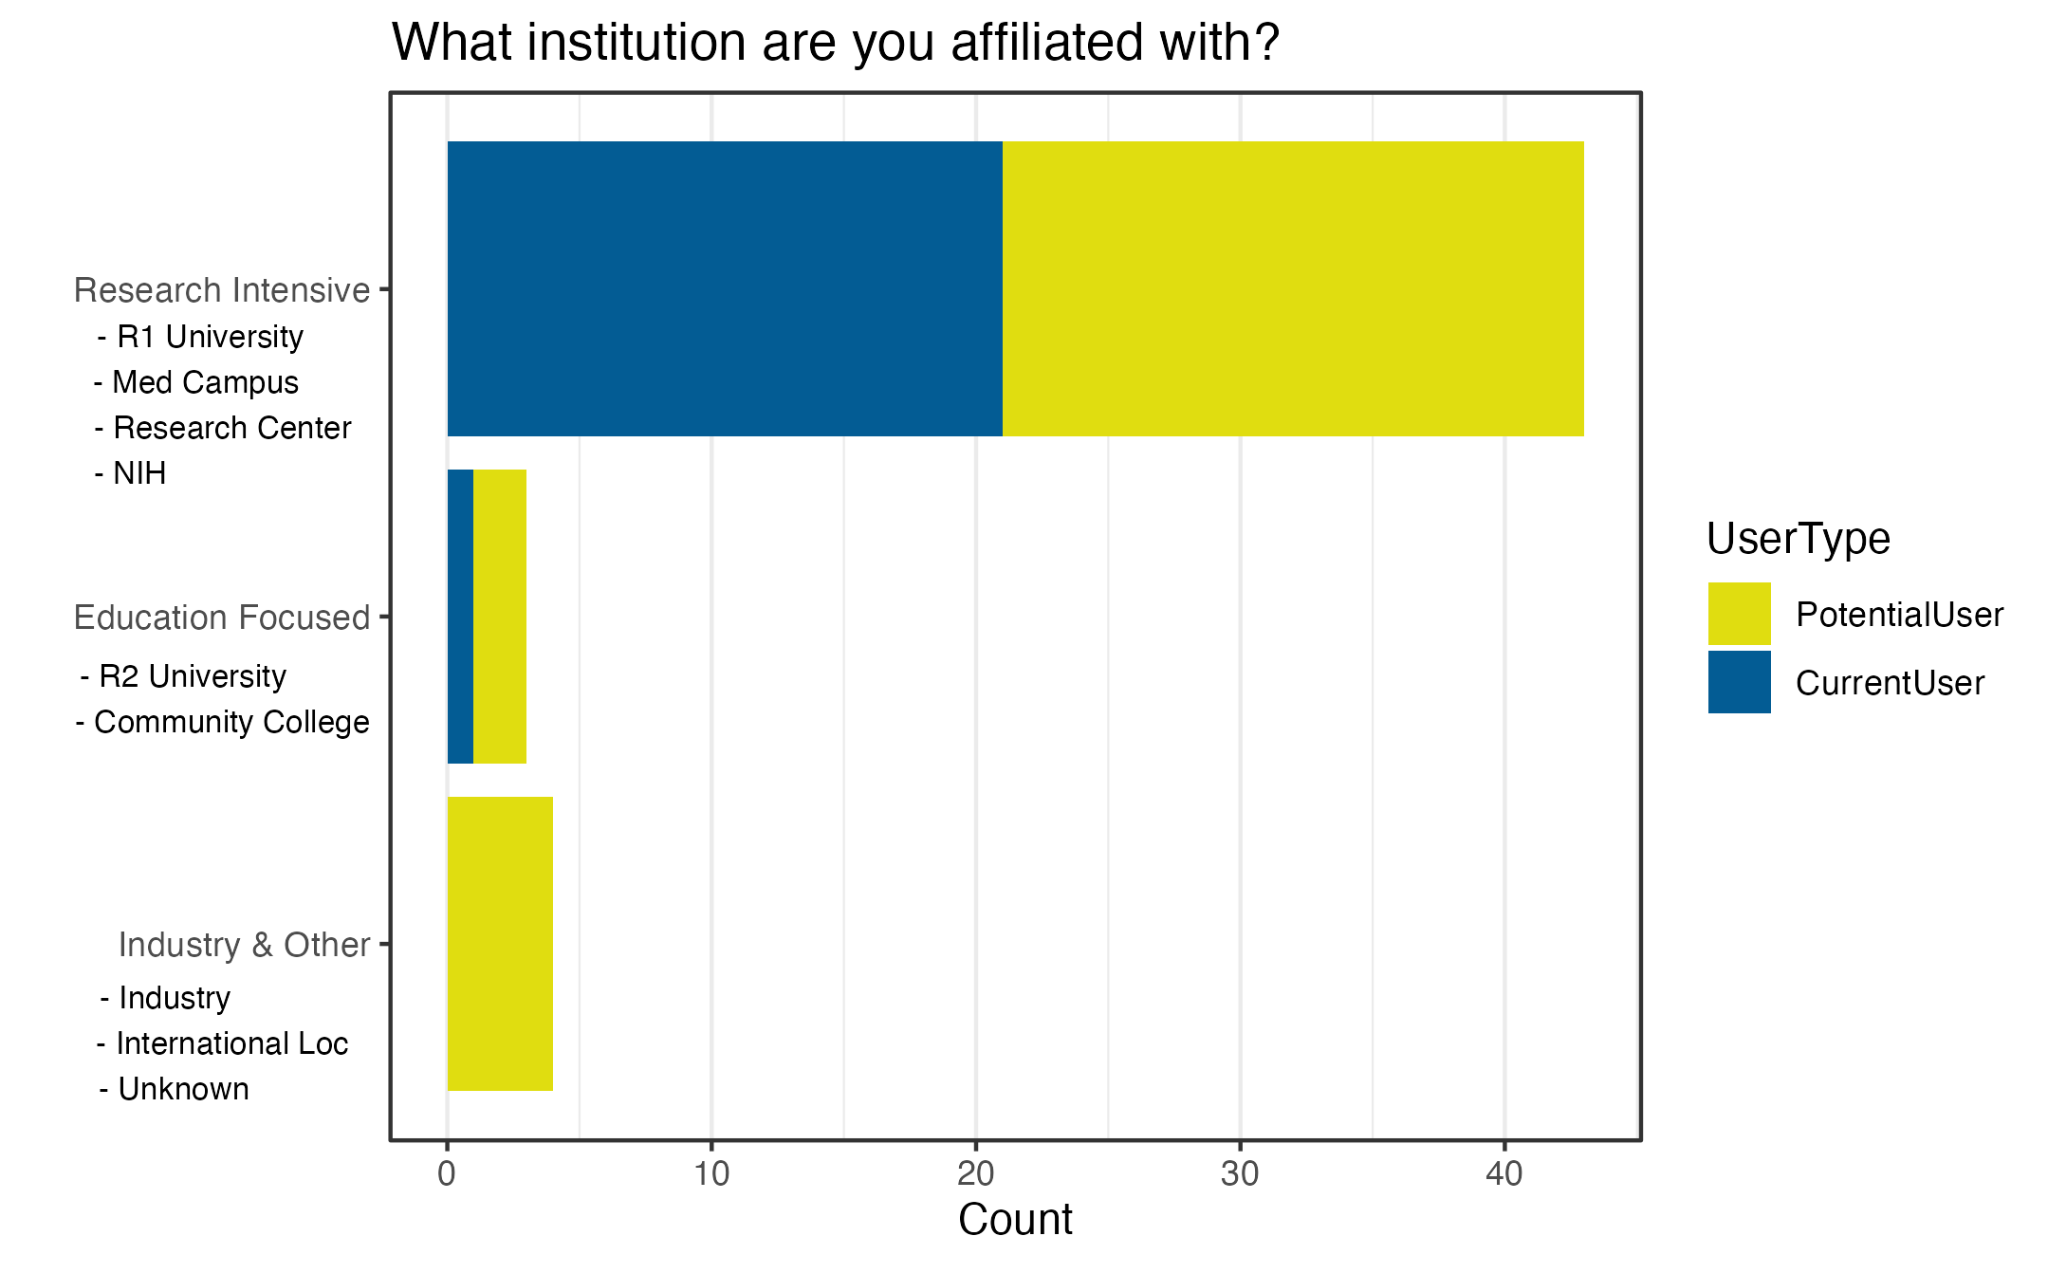 What institution are you affiliated with?
Research Intensive
- R1 University
- Med Campus
- Research Center
- NIH
Education Focused
- R2 University
- Community College
Industry & Other
- Industry
- International Loc
- Unknown
0 10 20 30 40
Count
UserType
PotentialUser
CurrentUser